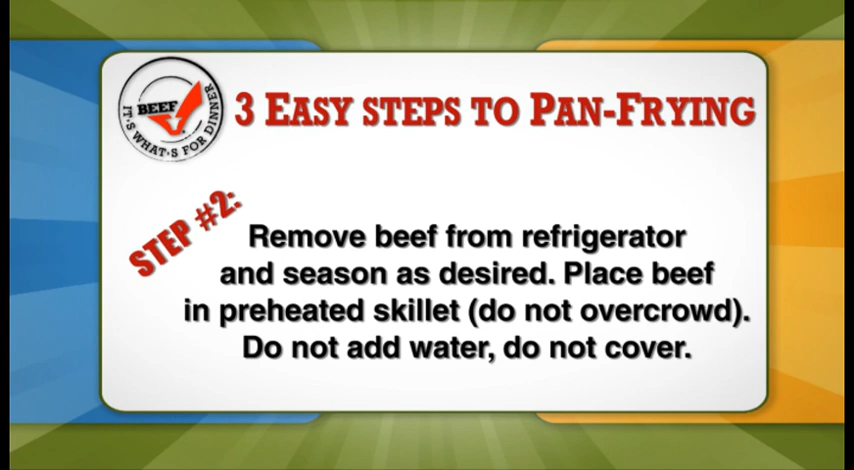 BEEF
IT'S WHAT'S FOR DINNER
3 EASY STEPS TO PAN-FRYING
STEP #2:
Remove beef from refrigerator
and season as desired. Place beef
in preheated skillet (do not overcrowd).
Do not add water, do not cover.